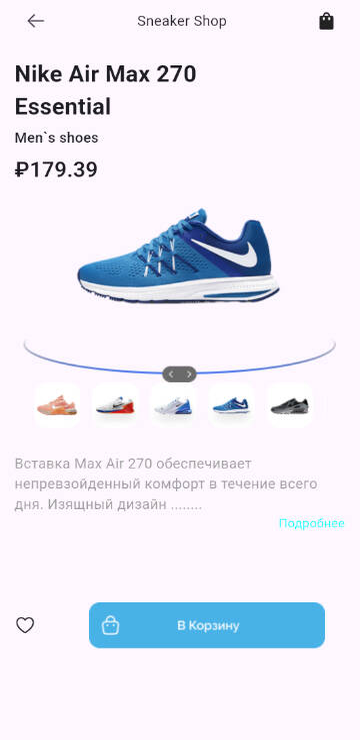 Sneaker Shop
Nike Air Max 270
Essential
Men`s shoes
₽179.39
Вставка Max Air 270 обеспечивает
непревзойденный комфорт в течение всего
дня. Изящный дизайн ........
Подробнее
В Корзину